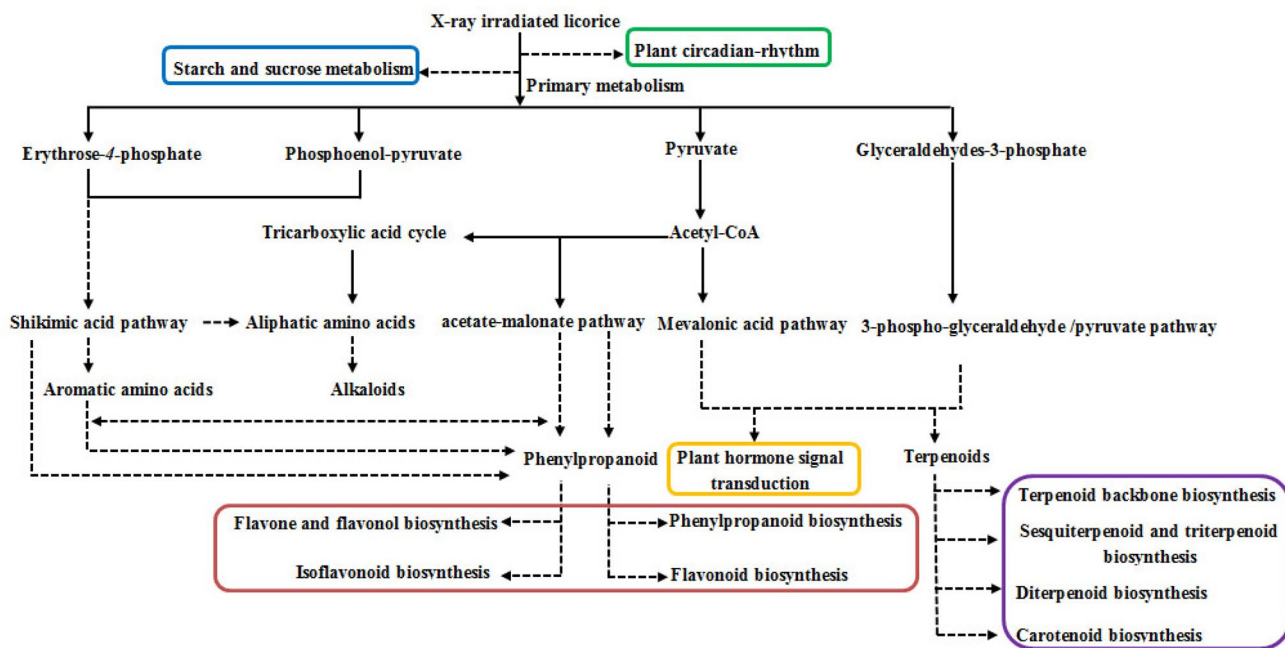 X-ray irradiated licorice
Plant circadian-rhythm
Starch and sucrose metabolism
Primary metabolism
Erythrose-4-phosphate
Phosphoenol-pyruvate
Pyruvate
Glyceraldehydes-3-phosphate
Tricarboxylic acid cycle
Acetyl-CoA
Shikimic acid pathway
Aliphatic amino acids
acetate-malonate pathway
Mevalonic acid pathway
3-phospho-glyceraldehyde /pyruvate pathway
Aromatic amino acids
Alkaloids
Phenylpropanoid
Plant hormone signal
transduction
Terpenoids
Terpenoid backbone biosynthesis
Flavone and flavonol biosynthesis
Phenylpropanoid biosynthesis
Sesquiterpenoid and triterpenoid
biosynthesis
Isoflavonoid biosynthesis
Flavonoid biosynthesis
Diterpenoid biosynthesis
Carotenoid biosynthesis